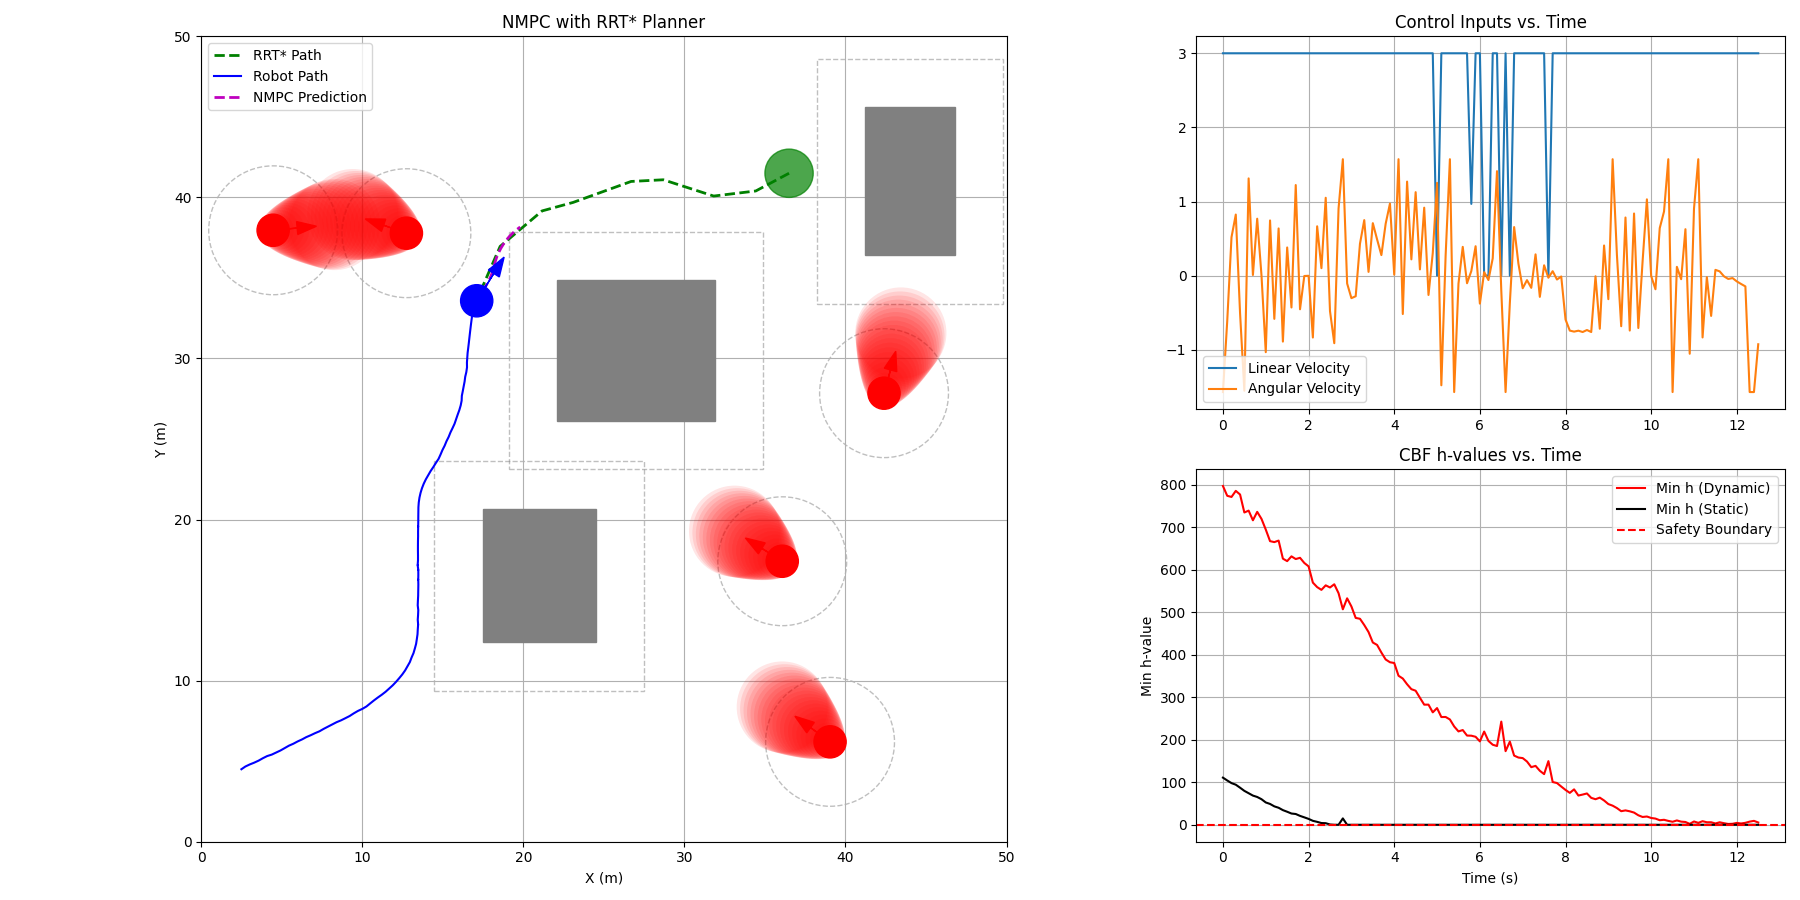 NMPC with RRT* Planner
RRT* Path
Robot Path
NMPC Prediction
50
40
30
20
10
0
Y (m)
0 10 20 30 40 50
X (m)
Control Inputs vs. Time
3
2
1
0
−1
Linear Velocity
Angular Velocity
0 2 4 6 8 10 12
CBF h-values vs. Time
Min h (Dynamic)
Min h (Static)
Safety Boundary
800
700
600
500
400
300
200
100
0
Min h-value
0 2 4 6 8 10 12
Time (s)